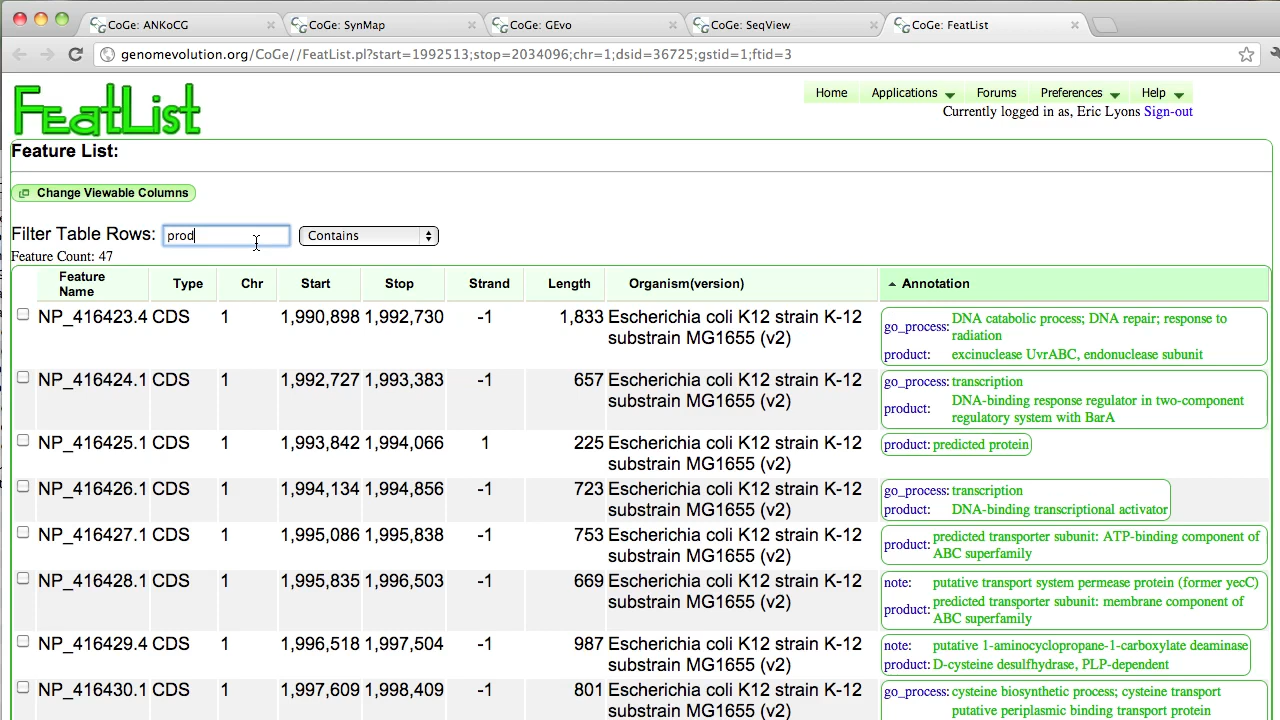 CoGe: ANKoCG
CoGe: SynMap
CoGe: GEvo
CoGe: SeqView
CoGe: FeatList
genomevolution.org/CoGe//FeatList.pl?start=1992513;stop=2034096;chr=1;dsid=36725;gstid=1;ftid=3
FeatList
Home Applications Forums Preferences Help
Currently logged in as, Eric Lyons Sign-out
Feature List:
Change Viewable Columns
Filter Table Rows: prod Contains
Feature Count: 47
Feature Name Type Chr Start Stop Strand Length Organism(version) Annotation
NP_416423.4 CDS 1 1,990,898 1,992,730 -1 1,833 Escherichia coli K12 strain K-12
substrain MG1655 (v2)
go_process: DNA catabolic process; DNA repair; response to
radiation
product: excinuclease UvrABC, endonuclease subunit
NP_416424.1 CDS 1 1,992,727 1,993,383 -1 657 Escherichia coli K12 strain K-12
substrain MG1655 (v2)
go_process: transcription
product: DNA-binding response regulator in two-component
regulatory system with BarA
NP_416425.1 CDS 1 1,993,842 1,994,066 1 225 Escherichia coli K12 strain K-12
substrain MG1655 (v2)
product: predicted protein
NP_416426.1 CDS 1 1,994,134 1,994,856 -1 723 Escherichia coli K12 strain K-12
substrain MG1655 (v2)
go_process: transcription
product: DNA-binding transcriptional activator
NP_416427.1 CDS 1 1,995,086 1,995,838 -1 753 Escherichia coli K12 strain K-12
substrain MG1655 (v2)
product: predicted transporter subunit: ATP-binding component of
ABC superfamily
NP_416428.1 CDS 1 1,995,835 1,996,503 -1 669 Escherichia coli K12 strain K-12
substrain MG1655 (v2)
note: putative transport system permease protein (former yecC)
product: predicted transporter subunit: membrane component of
ABC superfamily
NP_416429.4 CDS 1 1,996,518 1,997,504 -1 987 Escherichia coli K12 strain K-12
substrain MG1655 (v2)
note: putative 1-aminocyclopropane-1-carboxylate deaminase
product: D-cysteine desulfhydrase, PLP-dependent
NP_416430.1 CDS 1 1,997,609 1,998,409 -1 801 Escherichia coli K12 strain K-12
substrain MG1655 (v2)
go_process: cysteine biosynthetic process; cysteine transport
putative periplasmic binding transport protein